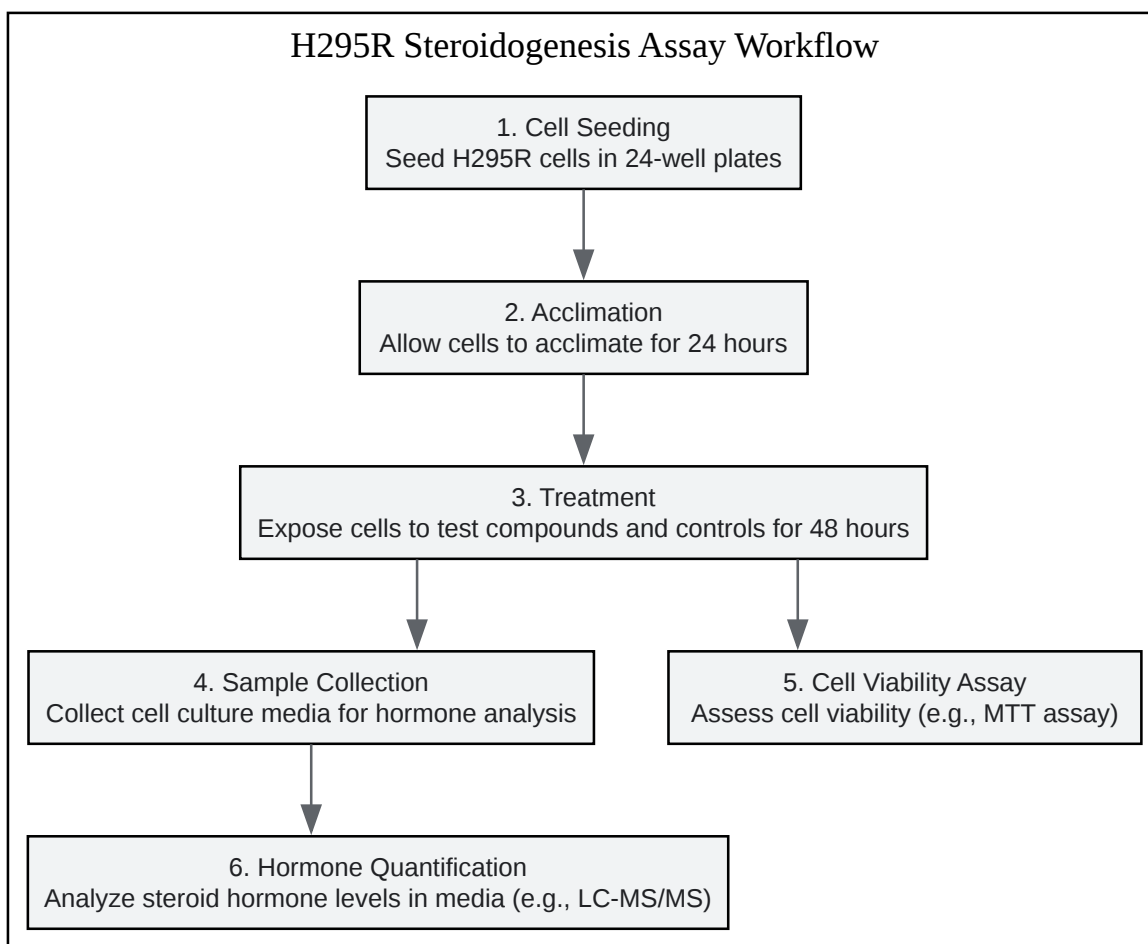 H295R Steroidogenesis Assay Workflow
1. Cell Seeding
Seed H295R cells in 24-well plates
2. Acclimation
Allow cells to acclimate for 24 hours
3. Treatment
Expose cells to test compounds and controls for 48 hours
4. Sample Collection
Collect cell culture media for hormone analysis
5. Cell Viability Assay
Assess cell viability (e.g., MTT assay)
6. Hormone Quantification
Analyze steroid hormone levels in media (e.g., LC-MS/MS)